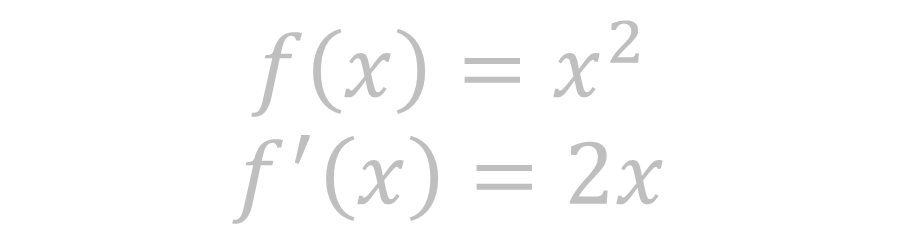 f(x) = x²
f′(x) = 2x